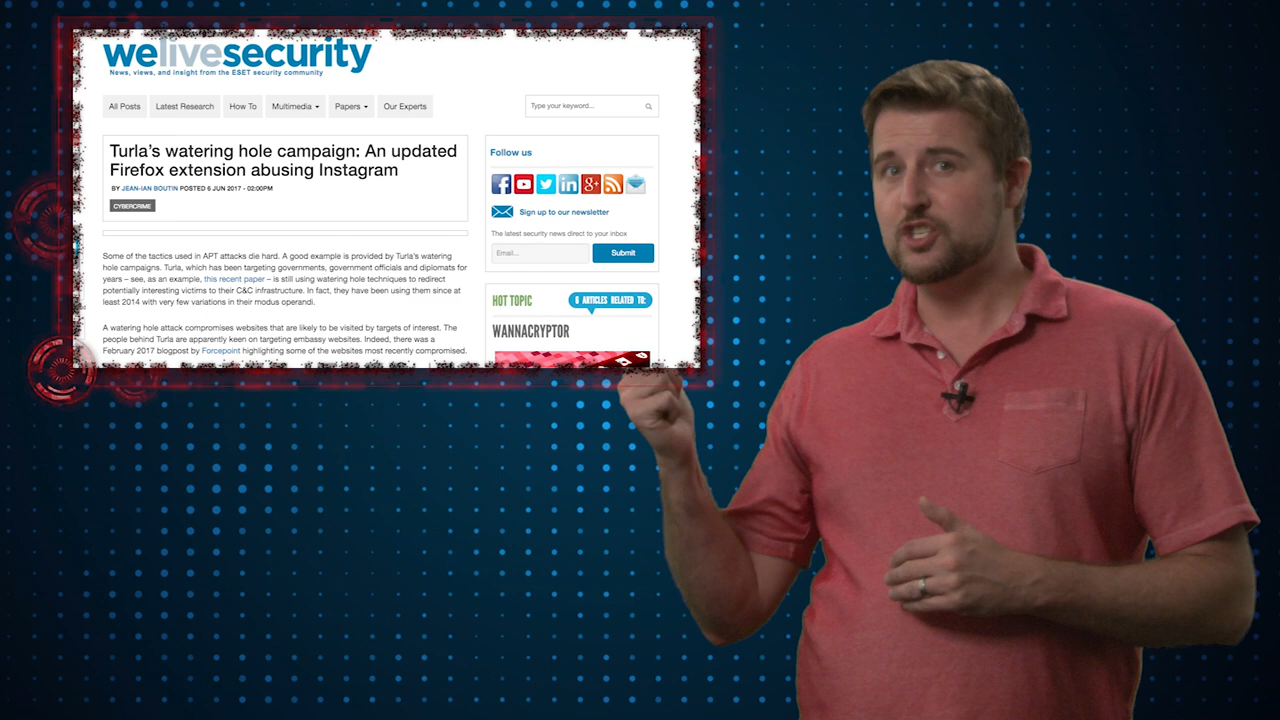 welivesecurity
News, views, and insight from the ESET security community
All Posts
Latest Research
How To
Multimedia
Papers
Our Experts
Type your keyword...
Turla's watering hole campaign: An updated
Firefox extension abusing Instagram
BY JEAN-IAN BOUTIN POSTED 6 JUN 2017 - 02:00PM
CYBERCRIME
Some of the tactics used in APT attacks die hard. A good example is provided by Turla's watering
hole campaigns. Turla, which has been targeting governments, government officials and diplomats for
years – see, as an example, this recent paper – is still using watering hole techniques to redirect
potentially interesting victims to their C&C infrastructure. In fact, they have been using them since at
least 2014 with very few variations in their modus operandi.
A watering hole attack compromises websites that are likely to be visited by targets of interest. The
people behind Turla are apparently keen on targeting embassy websites. Indeed, there was a
February 2017 blogpost by Forcepoint highlighting some of the websites most recently compromised.
Follow us
Sign up to our newsletter
The latest security news direct to your inbox
Email...
Submit
HOT TOPIC
6 ARTICLES RELATED TO:
WANNACRYPTOR